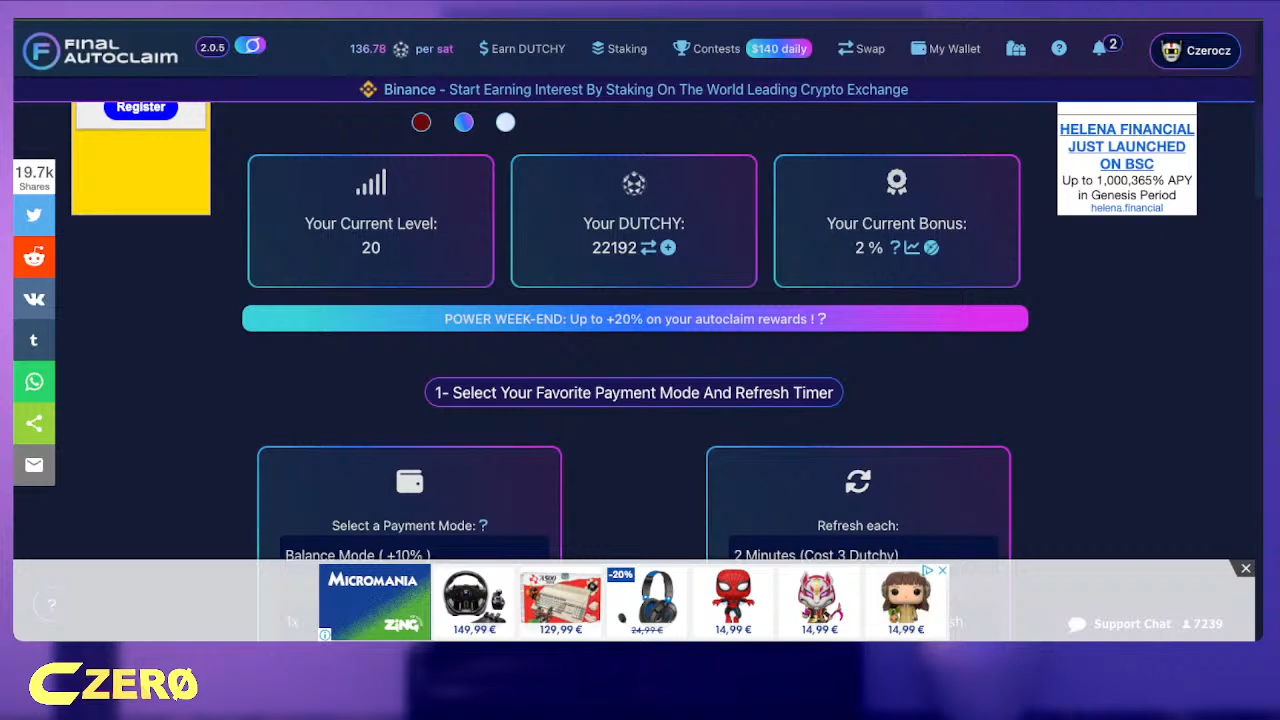 FINAL AUTOCLAIM
2.0.5
136.78 per sat
$ Earn DUTCHY
Staking
Contests $140 daily
Swap
My Wallet
?
2
Czerocz
Binance - Start Earning Interest By Staking On The World Leading Crypto Exchange
Register
HELENA FINANCIAL
JUST LAUNCHED
ON BSC
Up to 1,000,365% APY
in Genesis Period
helena.financial
19.7k
Shares
Your Current Level:
20
Your DUTCHY:
22192
Your Current Bonus:
2 % ?
POWER WEEK-END: Up to +20% on your autoclaim rewards ! ?
1- Select Your Favorite Payment Mode And Refresh Timer
Select a Payment Mode: ?
Balance Mode ( +10% )
Refresh each:
2 Minutes (Cost 3 Dutchy)
?
1x
MICROMANIA
ZING
149,99 €
129,99 €
-20%
24,99 €
14,99 €
14,99 €
14,99 €
Support Chat 7239
CZERØ